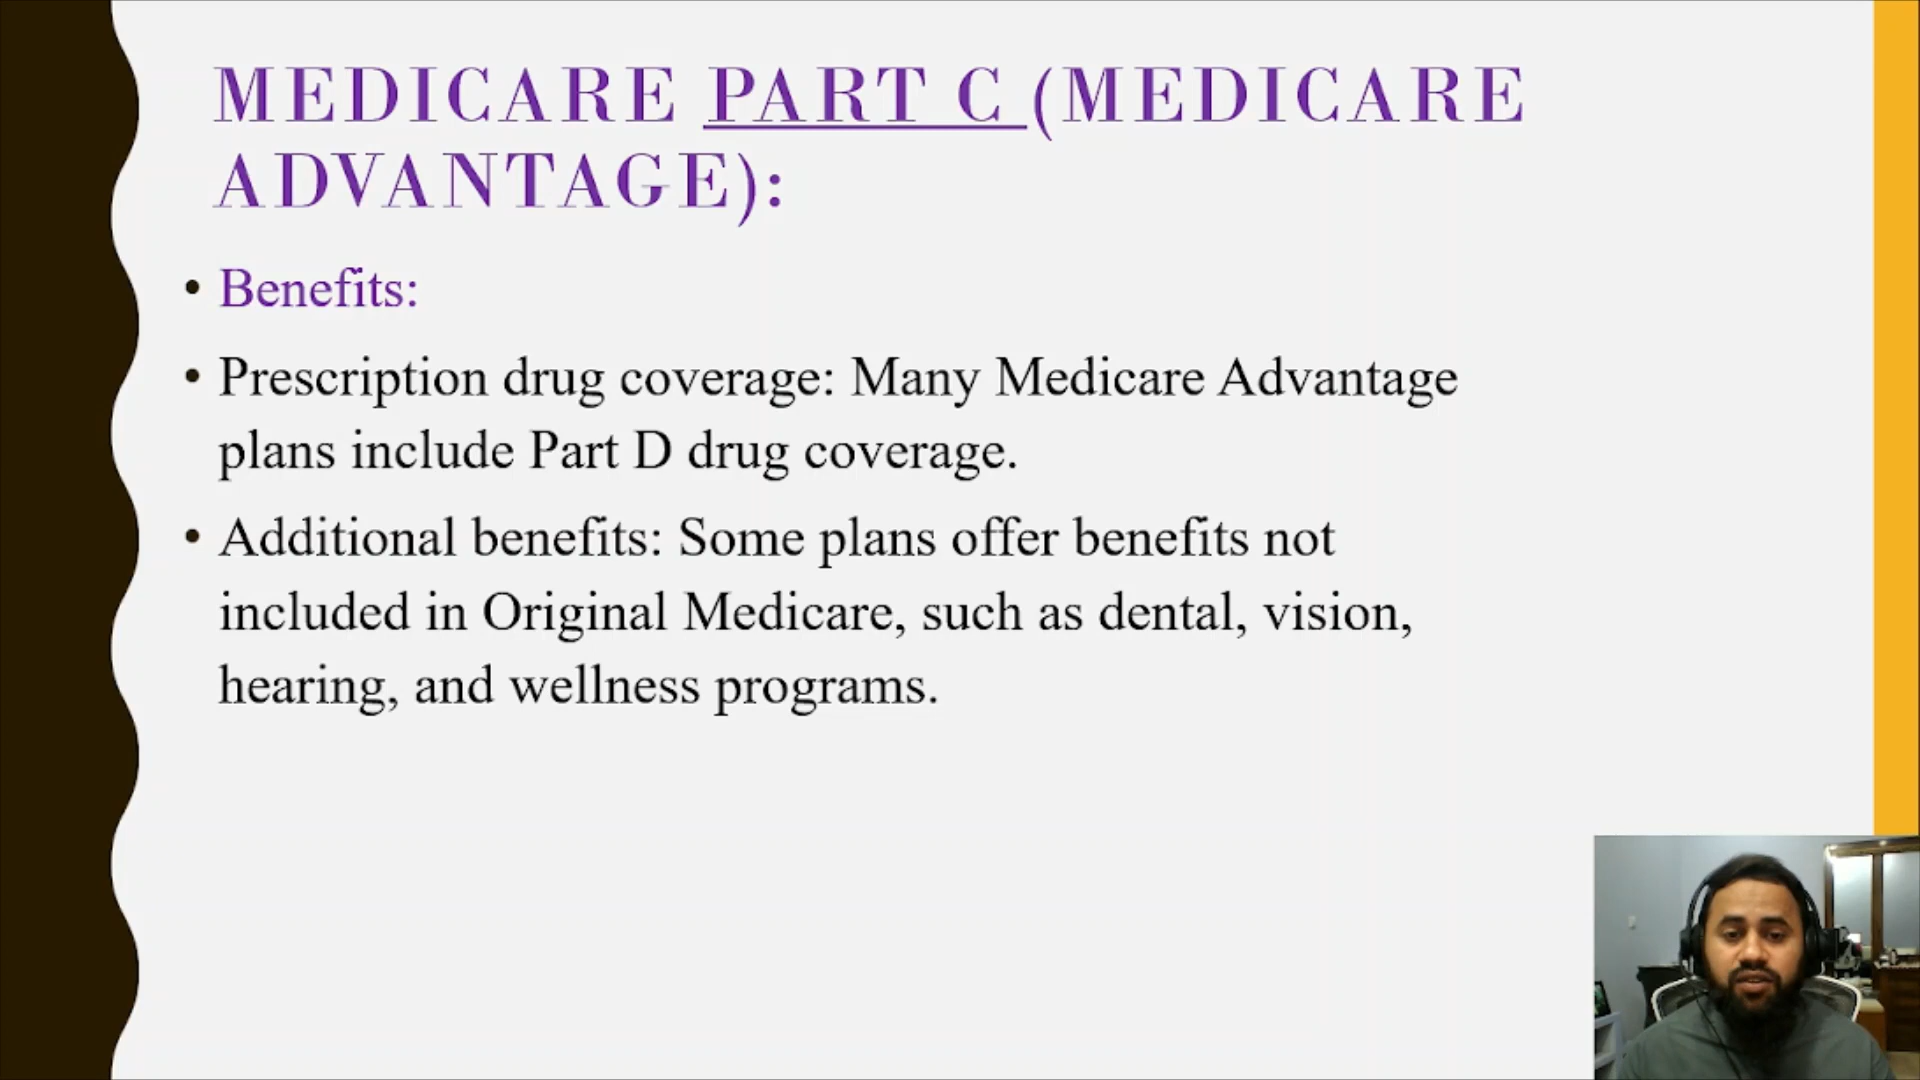 MEDICARE PART C (MEDICARE
ADVANTAGE):
• Benefits:
• Prescription drug coverage: Many Medicare Advantage
plans include Part D drug coverage.
• Additional benefits: Some plans offer benefits not
included in Original Medicare, such as dental, vision,
hearing, and wellness programs.